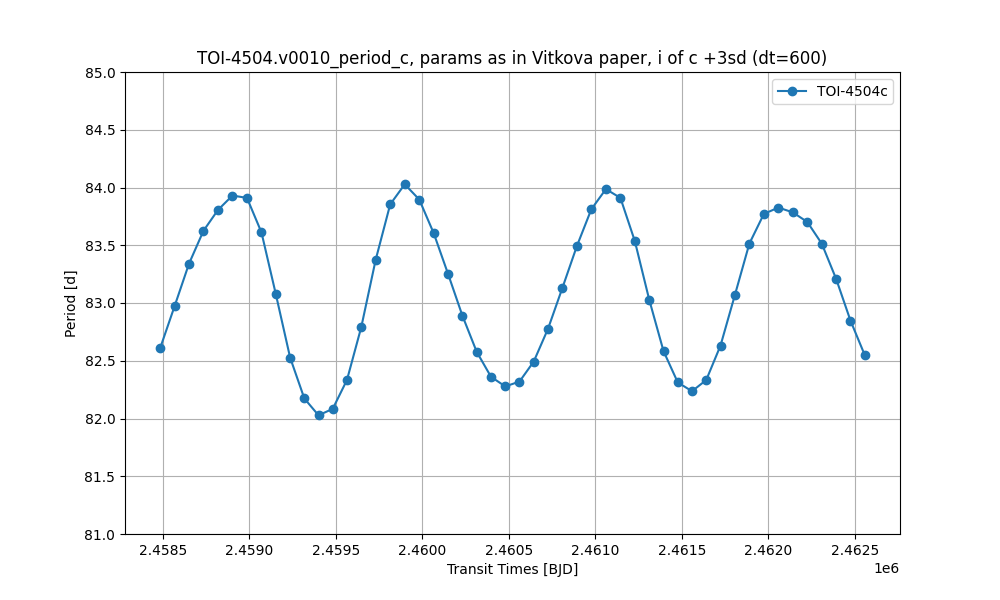 TOI-4504.v0010_period_c, params as in Vitkova paper, i of c +3sd (dt=600)
TOI-4504c
85.0
84.5
84.0
83.5
83.0
82.5
82.0
81.5
81.0
Period [d]
2.4585 2.4590 2.4595 2.4600 2.4605 2.4610 2.4615 2.4620 2.4625
1e6
Transit Times [BJD]